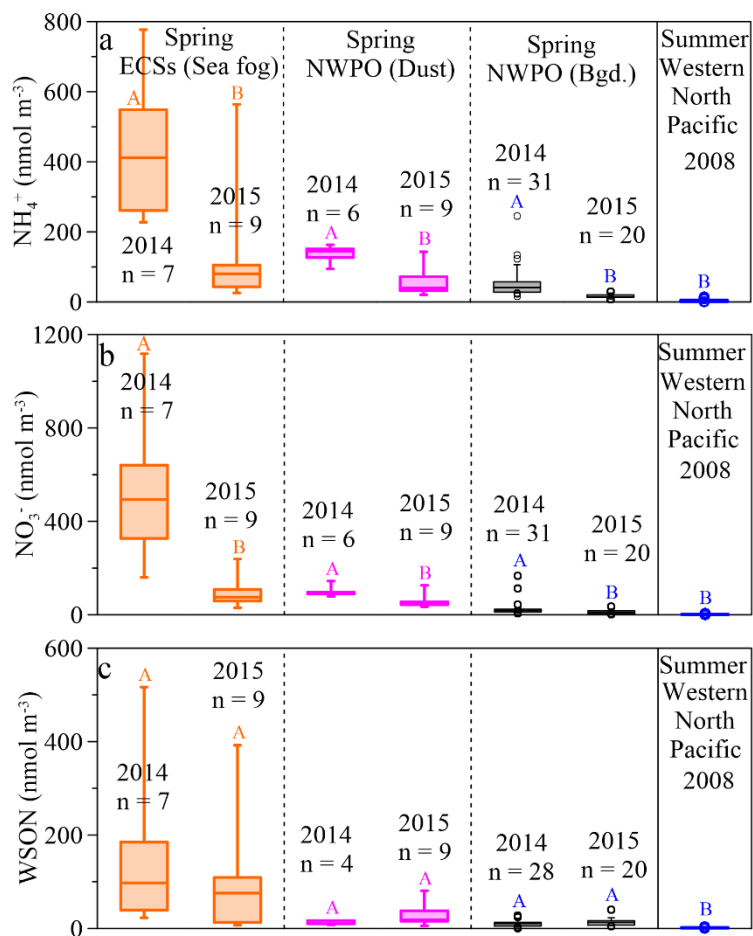 a
Spring
ECSs (Sea fog)
Spring
NWPO (Dust)
Spring
NWPO (Bgd.)
Summer
Western
North
Pacific
2008
800
600
400
200
0
NH₄⁺ (nmol m⁻³)
A
2014
n = 7
B
2015
n = 9
2014
n = 6
A
2015
n = 9
B
2014
n = 31
A
2015
n = 20
B
B
b
1200
800
400
0
NO₃⁻ (nmol m⁻³)
A
2014
n = 7
2015
n = 9
B
2014
n = 6
A
2015
n = 9
B
2014
n = 31
A
2015
n = 20
B
Summer
Western
North
Pacific
2008
B
c
600
400
200
0
WSON (nmol m⁻³)
A
2014
n = 7
2015
n = 9
A
2014
n = 4
A
2015
n = 9
A
2014
n = 28
A
2015
n = 20
A
Summer
Western
North
Pacific
2008
B